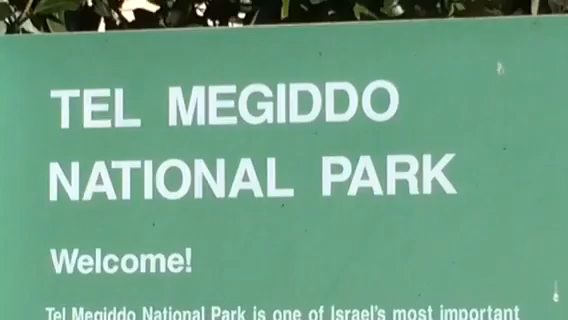 TEL MEGIDDO
NATIONAL PARK
Welcome!
Tel Megiddo National Park is one of Israel's most important